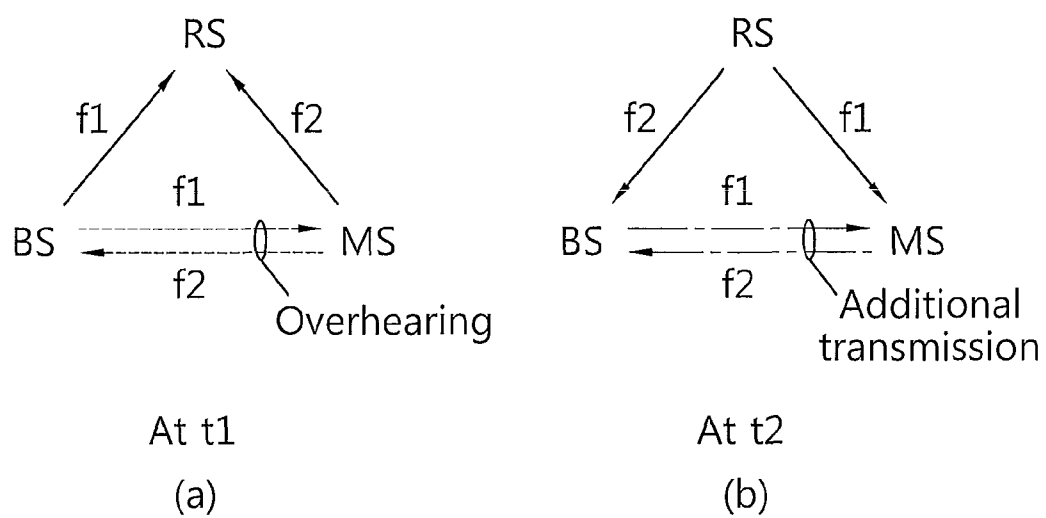 RS
f1
f2
f1
BS
MS
f2
Overhearing
At t1
(a)
RS
f2
f1
f1
BS
MS
f2
Additional
transmission
At t2
(b)